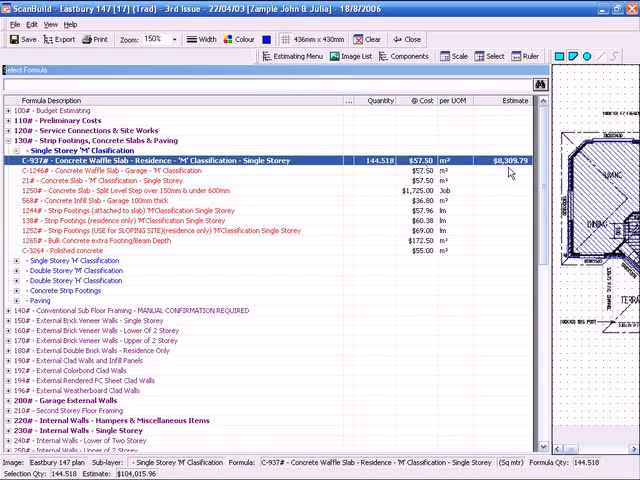 ScanBuild - Eastbury 147 [17] (Trad) - 3rd Issue - 22/04/03 [Zample John & Julia] - 18/8/2006
File Edit View Help
Save Export Print Zoom: 150% Width Colour 436mm x 430mm Clear Close
Estimating Menu Image List Components Scale Select Ruler
Select Formula
Formula Description ... Quantity @ Cost per UOM Estimate
100# - Budget Estimating
110# - Preliminary Costs
120# - Service Connections & Site Works
130# - Strip Footings, Concrete Slabs & Paving
- Single Storey 'M' Clasification
C-937# - Concrete Waffle Slab - Residence - 'M' Classification - Single Storey 144.518 $57.50 m² $8,309.79
C-1246# - Concrete Waffle Slab - Garage - 'M' Classification $57.50 m²
21# - Concrete Slab - 'M' Classification - Single Storey $57.50 m²
1250# - Concrete Slab - Split Level Step over 150mm & under 600mm $1,725.00 Job
568# - Concrete Infill Slab - Garage 100mm thick $36.80 m²
1244# - Strip Footings (attached to slab) 'M'Classification Single Storey $57.96 lm
138# - Strip Footings (residence only) 'M'Classification Single Storey $60.38 lm
1252# - Strip Footings (USE for SLOPING SITE)(residence only) 'M'Classification Single Storey $69.00 lm
1265# - Bulk Concrete extra Footing/Beam Depth $172.50 m³
C-3264 - Polished concrete $55.00 m²
- Single Storey 'H' Classification
- Double Storey 'M' Classification
- Double Storey 'H' Classification
- Concrete Strip Footings
- Paving
140# - Conventional Sub Floor Framing - MANUAL CONFIRMATION REQUIRED
150# - External Brick Veneer Walls - Single Storey
160# - External Brick Veneer Walls - Lower Of 2 Storey
170# - External Brick Veneer Walls - Upper of 2 Storey
180# - External Double Brick Walls - Residence Only
190# - External Clad Walls and Infill Panels
192# - External Colorbond Clad Walls
194# - External Rendered FC Sheet Clad Walls
196# - External Weatherboard Clad Walls
200# - Garage External Walls
210# - Second Storey Floor Framing
220# - Internal Walls - Hampers & Miscellaneous Items
230# - Internal Walls - Single Storey
240# - Internal Walls - Lower of Two Storey
250# - Internal Walls - Upper of 2 Storey
LIVING
DINING
TERRA
Image: Eastbury 147 plan Sub-layer: - Single Storey 'M' Clasification Formula: C-937# - Concrete Waffle Slab - Residence - 'M' Classification - Single Storey (Sq mtr) Formula Qty: 144.518
Selection Qty: 144.518 Estimate: $104,015.96